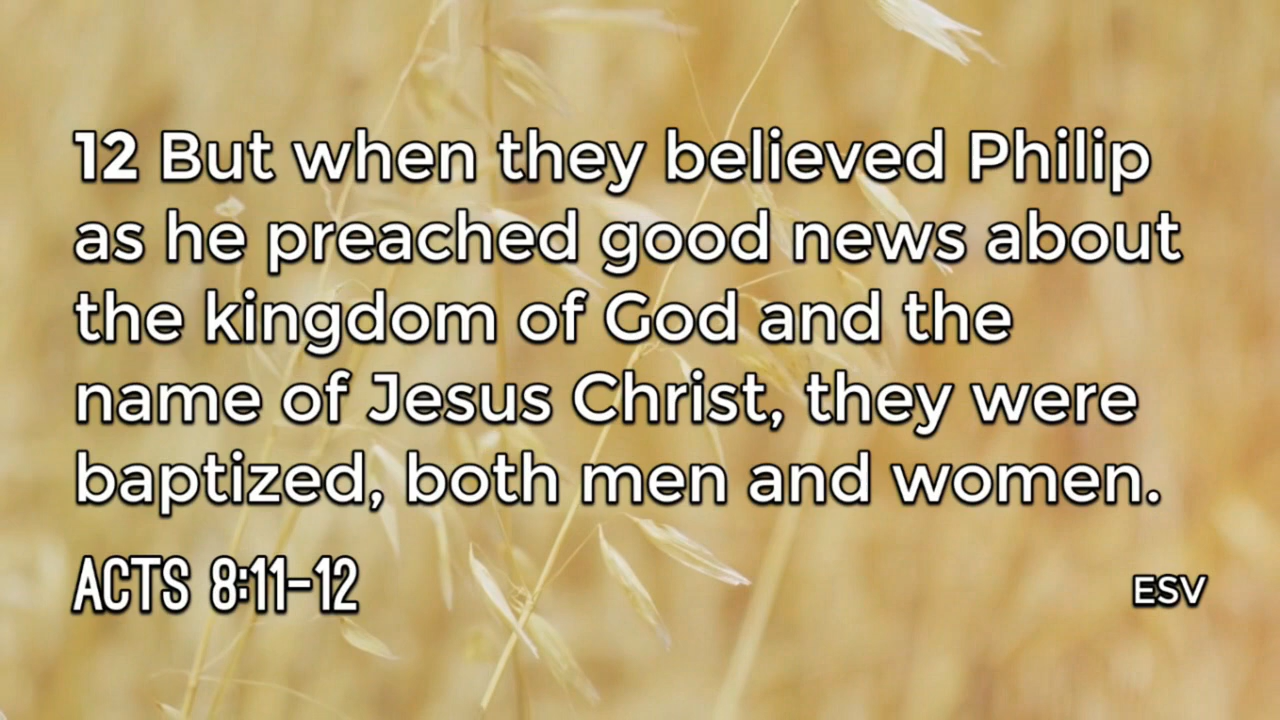 12 But when they believed Philip
as he preached good news about
the kingdom of God and the
name of Jesus Christ, they were
baptized, both men and women.
ACTS 8:11-12
ESV